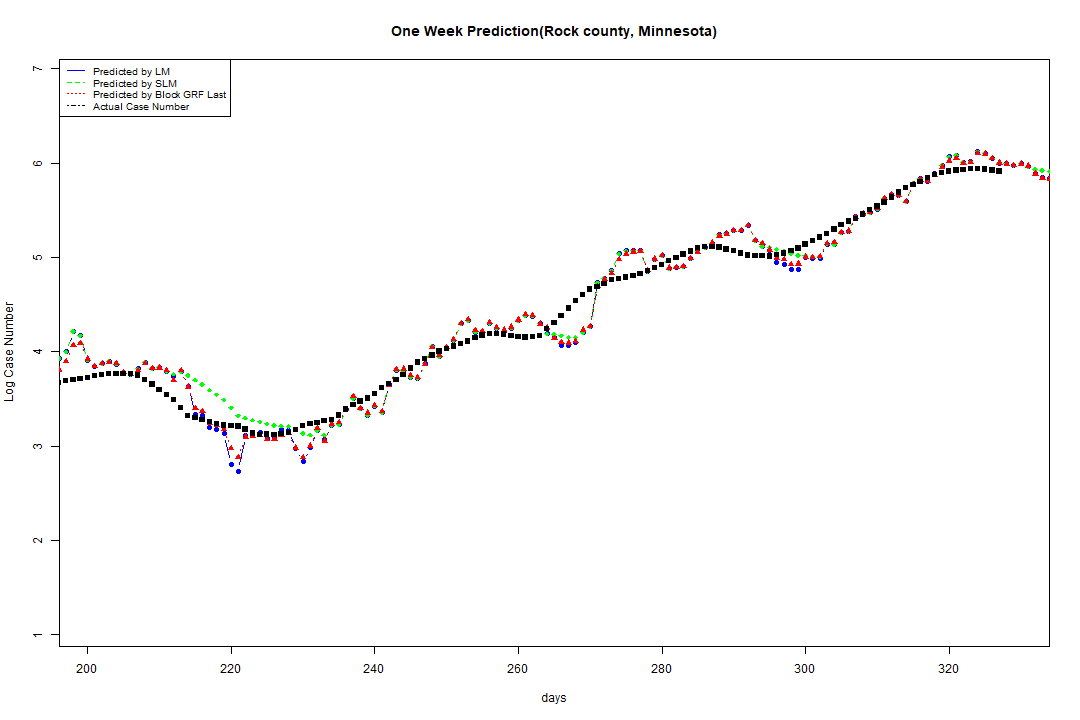 One Week Prediction(Rock county, Minnesota)
Predicted by LM
Predicted by SLM
Predicted by Block GRF Last
Actual Case Number
7
6
5
4
3
2
1
Log Case Number
200 220 240 260 280 300 320
days